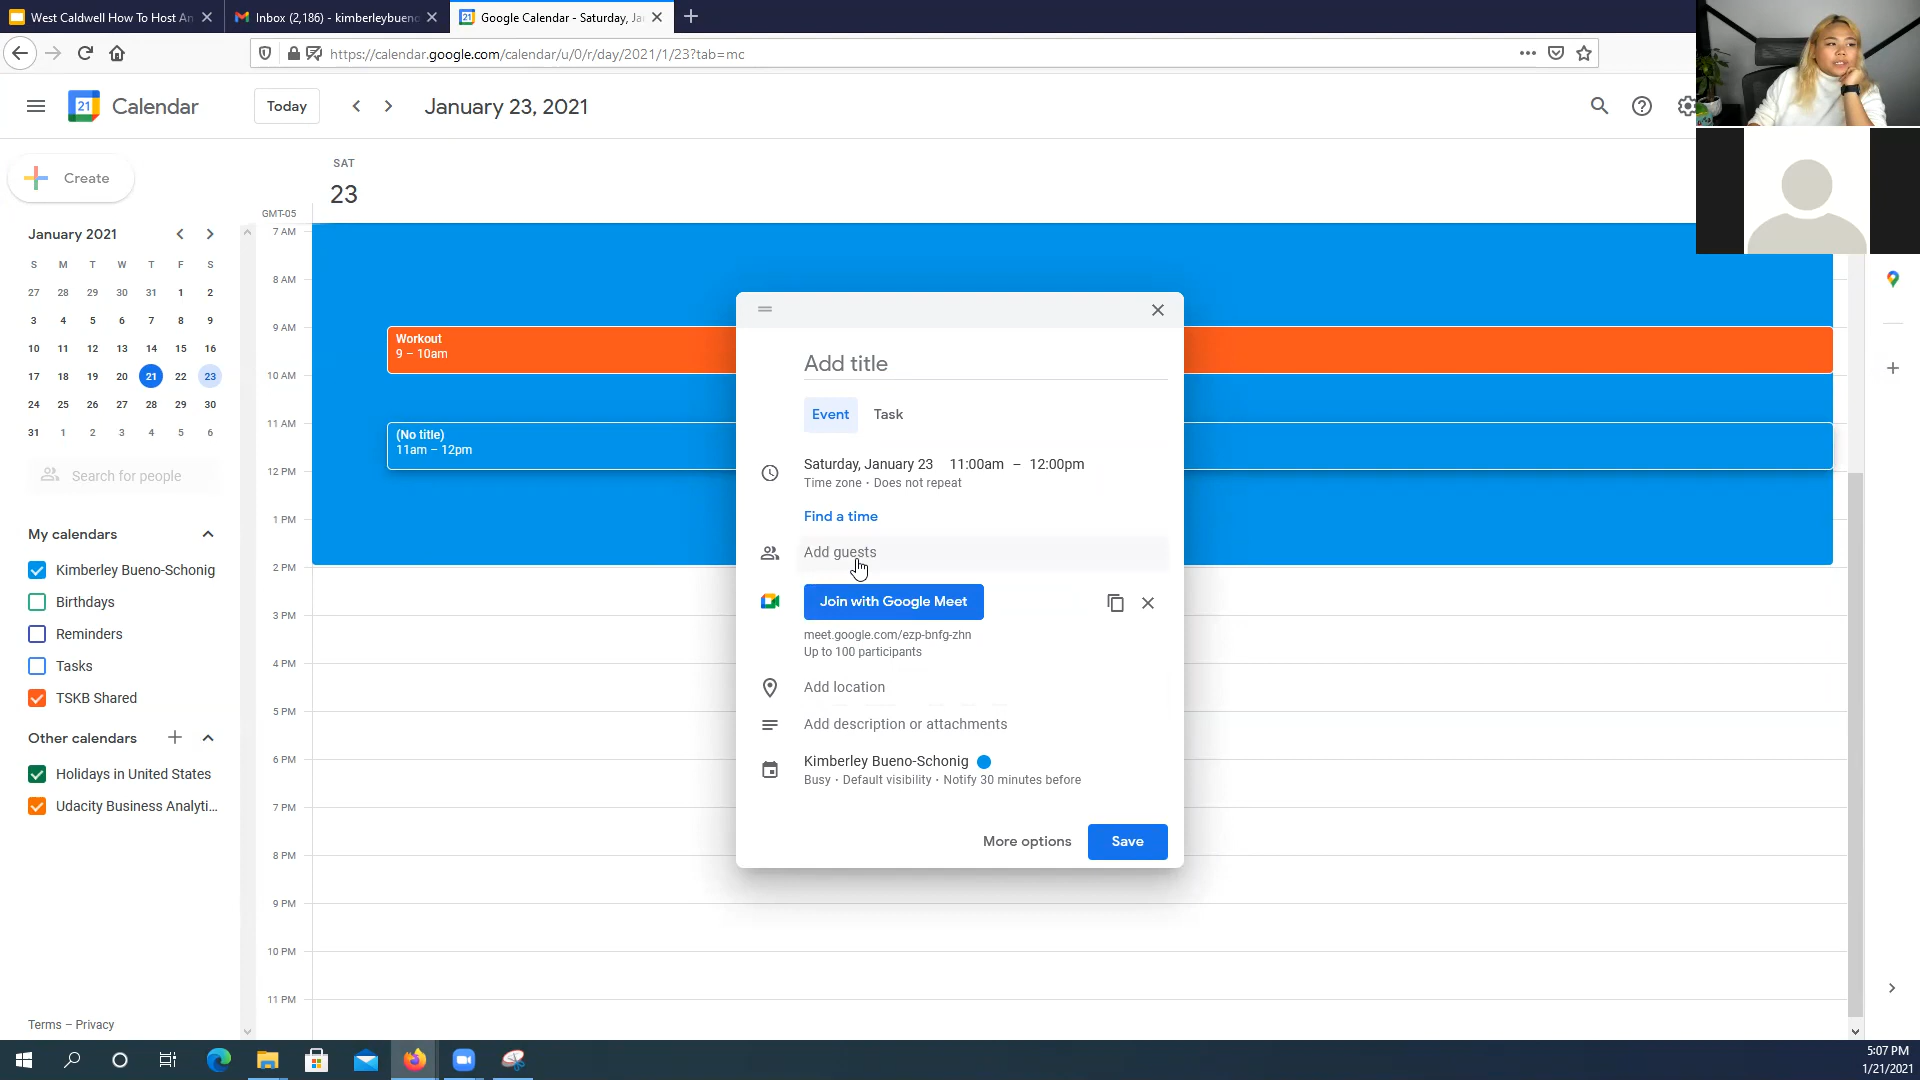 West Caldwell How To Host An
Inbox (2,186) - kimberleybueno
Google Calendar - Saturday, Ja
https://calendar.google.com/calendar/u/0/r/day/2021/1/23?tab=mc
21
Calendar
Today
January 23, 2021
Create
SAT
23
GMT-05
January 2021
S M T W T F S
27 28 29 30 31 1 2
3 4 5 6 7 8 9
10 11 12 13 14 15 16
17 18 19 20 21 22 23
24 25 26 27 28 29 30
31 1 2 3 4 5 6
Search for people
My calendars
Kimberley Bueno-Schonig
Birthdays
Reminders
Tasks
TSKB Shared
Other calendars
Holidays in United States
Udacity Business Analyti...
Terms – Privacy
7 AM
8 AM
9 AM
10 AM
11 AM
12 PM
1 PM
2 PM
3 PM
4 PM
5 PM
6 PM
7 PM
8 PM
9 PM
10 PM
11 PM
Workout
9 – 10am
(No title)
11am – 12pm
Add title
Event Task
Saturday, January 23 11:00am – 12:00pm
Time zone · Does not repeat
Find a time
Add guests
Join with Google Meet
meet.google.com/ezp-bnfg-zhn
Up to 100 participants
Add location
Add description or attachments
Kimberley Bueno-Schonig
Busy · Default visibility · Notify 30 minutes before
More options Save
5:07 PM
1/21/2021